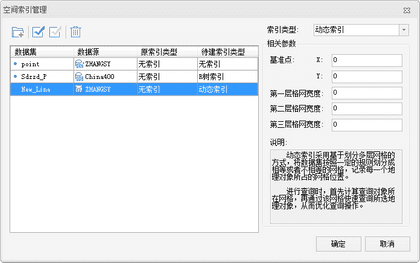 空间索引管理
索引类型: 动态索引
相关参数
数据集 数据源 原索引类型 待建索引类型
point ZHANGSY 无索引 无索引
Sdrrd_F China400 无索引 R树索引
New_Line ZHANGSY 无索引 动态索引
基准点: X: 0
Y: 0
第一层格网宽度: 0
第二层格网宽度: 0
第三层格网宽度: 0
说明:
动态索引采用基于划分多层网格的
方式,将数据集按照一定的规则划分成
相等或者不相等的网格,记录每一个地
理对象所占的网格位置。
进行查询时,首先计算查询对象所
在网格,再通过该网格快速查询所选地
理对象,从而优化查询操作。
确定 取消